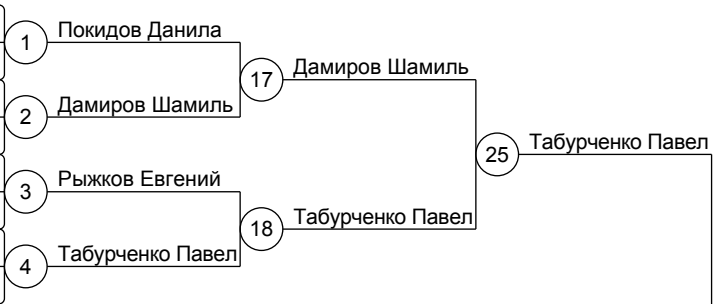 Покидов Данила
1
17
Дамиров Шамиль
2
Дамиров Шамиль
25
Табурченко Павел
3
Рыжков Евгений
18
Табурченко Павел
4
Табурченко Павел